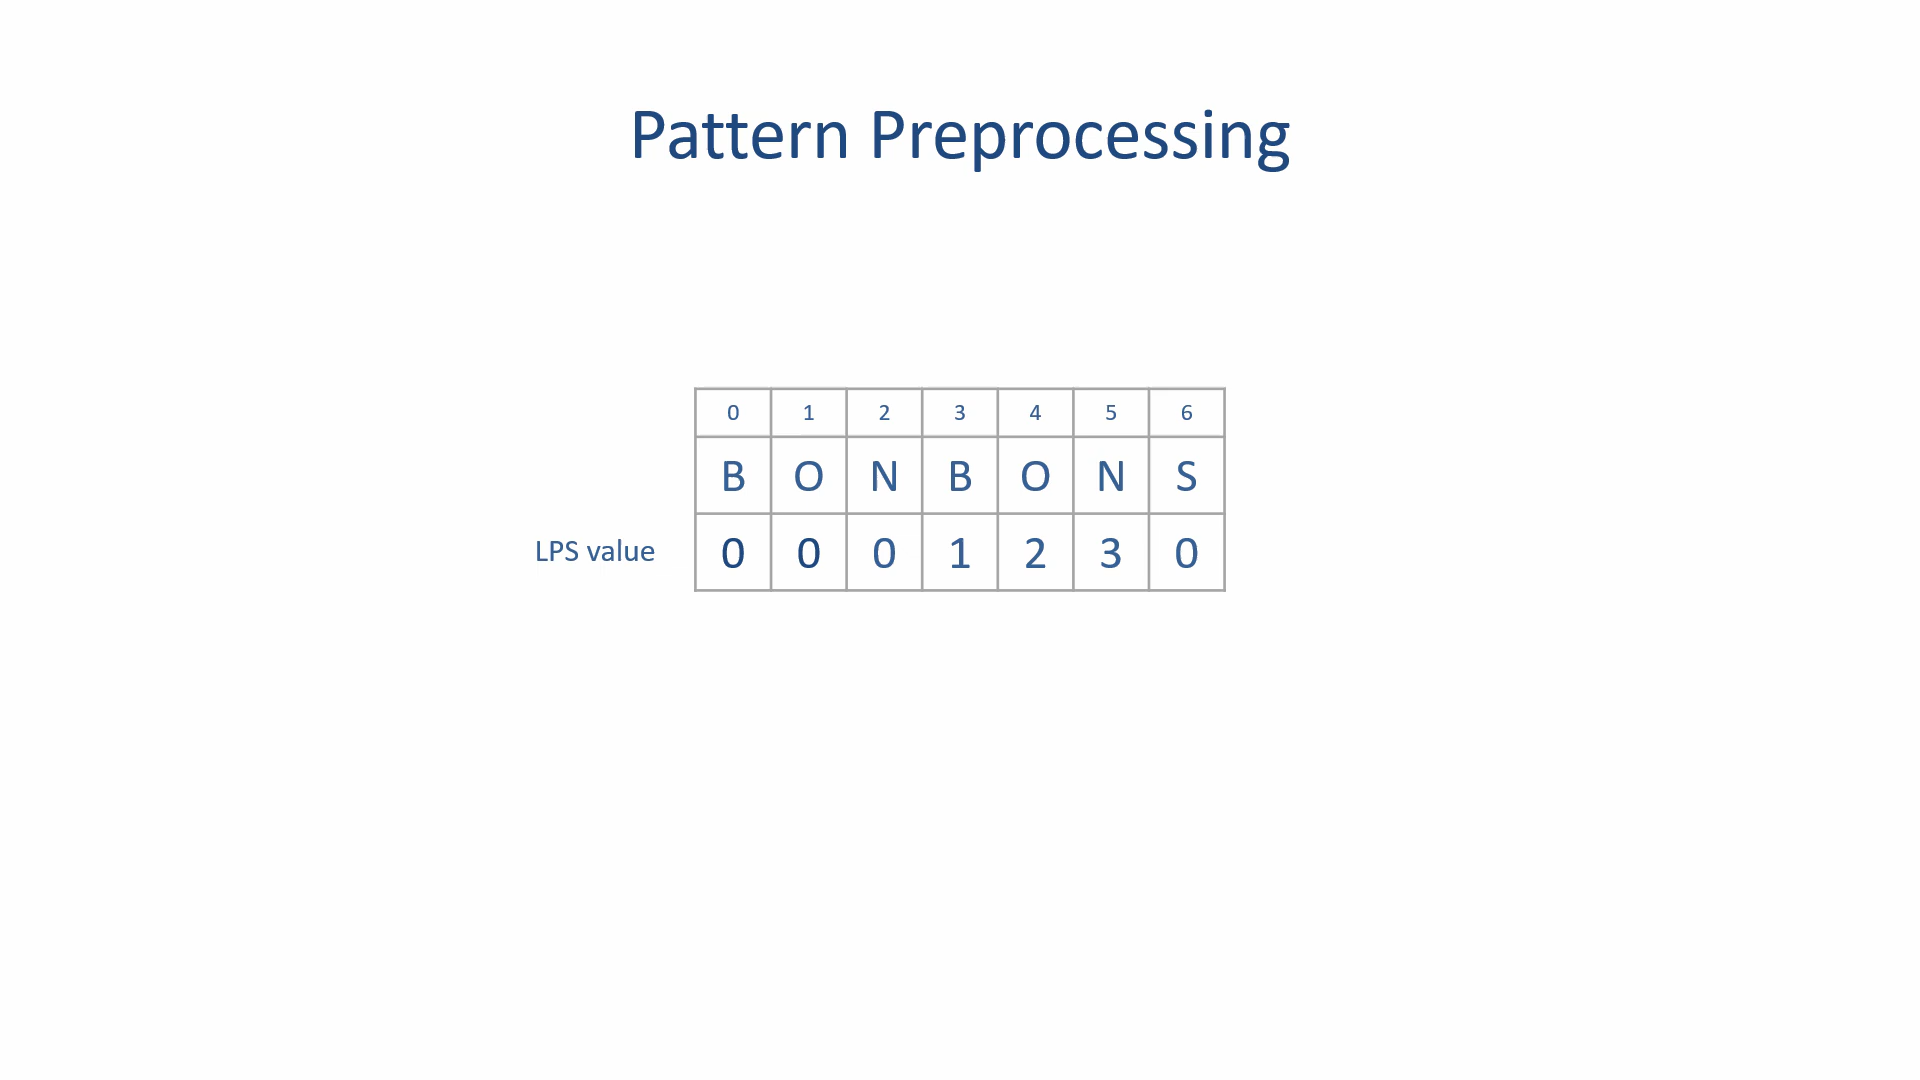 Pattern Preprocessing
0 1 2 3 4 5 6
B O N B O N S
LPS value 0 0 0 1 2 3 0